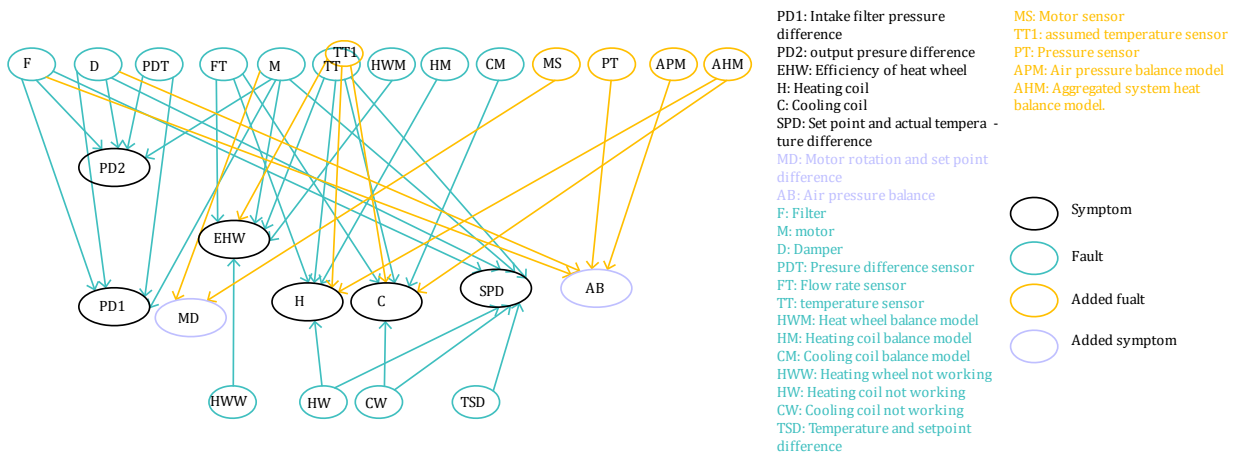 F
D
PDT
FT
M
TT1
TT
HWM
HM
CM
MS
PT
APM
AHM
PD2
EHW
PD1
MD
H
C
SPD
AB
HWW
HW
CW
TSD
PD1: Intake filter pressure
difference
PD2: output presure difference
EHW: Efficiency of heat wheel
H: Heating coil
C: Cooling coil
SPD: Set point and actual tempera -
ture difference
MD: Motor rotation and set point
difference
AB: Air pressure balance
F: Filter
M: motor
D: Damper
PDT: Presure difference sensor
FT: Flow rate sensor
TT: temperature sensor
HWM: Heat wheel balance model
HM: Heating coil balance model
CM: Cooling coil balance model
HWW: Heating wheel not working
HW: Heating coil not working
CW: Cooling coil not working
TSD: Temperature and setpoint
difference
MS: Motor sensor
TT1: assumed temperature sensor
PT: Pressure sensor
APM: Air pressure balance model
AHM: Aggregated system heat
balance model.
Symptom
Fault
Added fualt
Added symptom